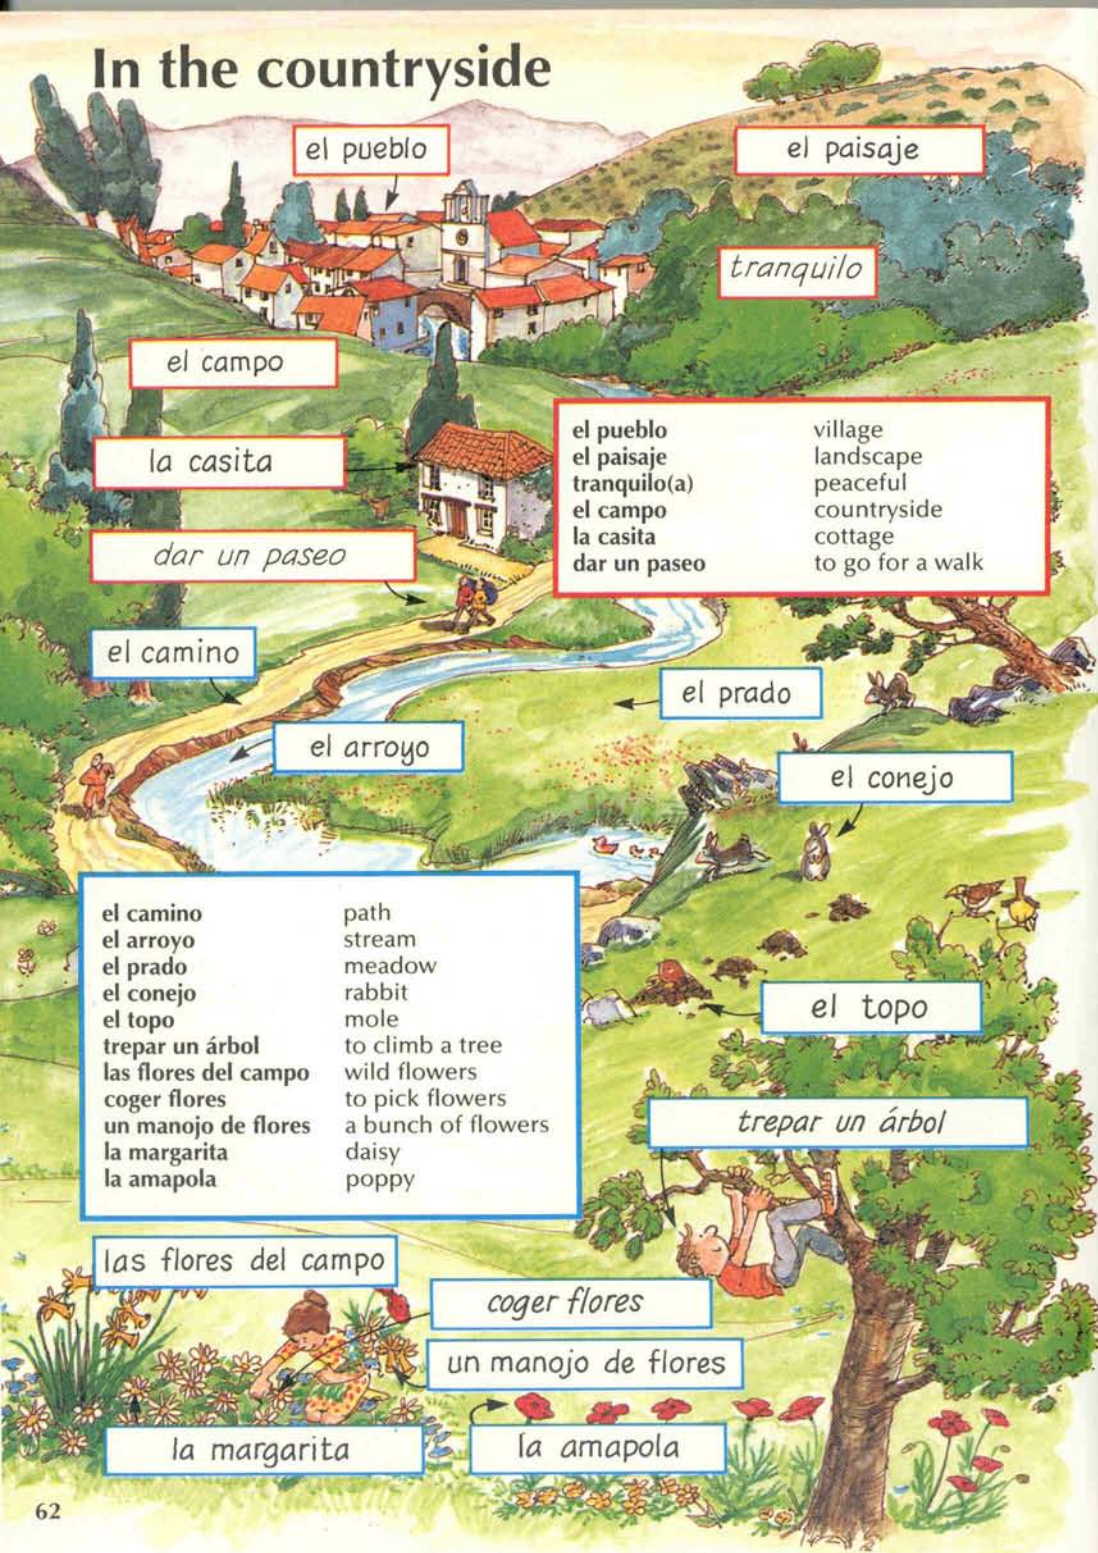 In the countryside
el pueblo
el paisaje
tranquilo
el campo
la casita
el pueblo village
el paisaje landscape
tranquilo(a) peaceful
el campo countryside
la casita cottage
dar un paseo to go for a walk
dar un paseo
el camino
el prado
el arroyo
el conejo
el camino path
el arroyo stream
el prado meadow
el conejo rabbit
el topo mole
trepar un árbol to climb a tree
las flores del campo wild flowers
coger flores to pick flowers
un manojo de flores a bunch of flowers
la margarita daisy
la amapola poppy
el topo
trepar un árbol
las flores del campo
coger flores
un manojo de flores
la margarita
la amapola
62